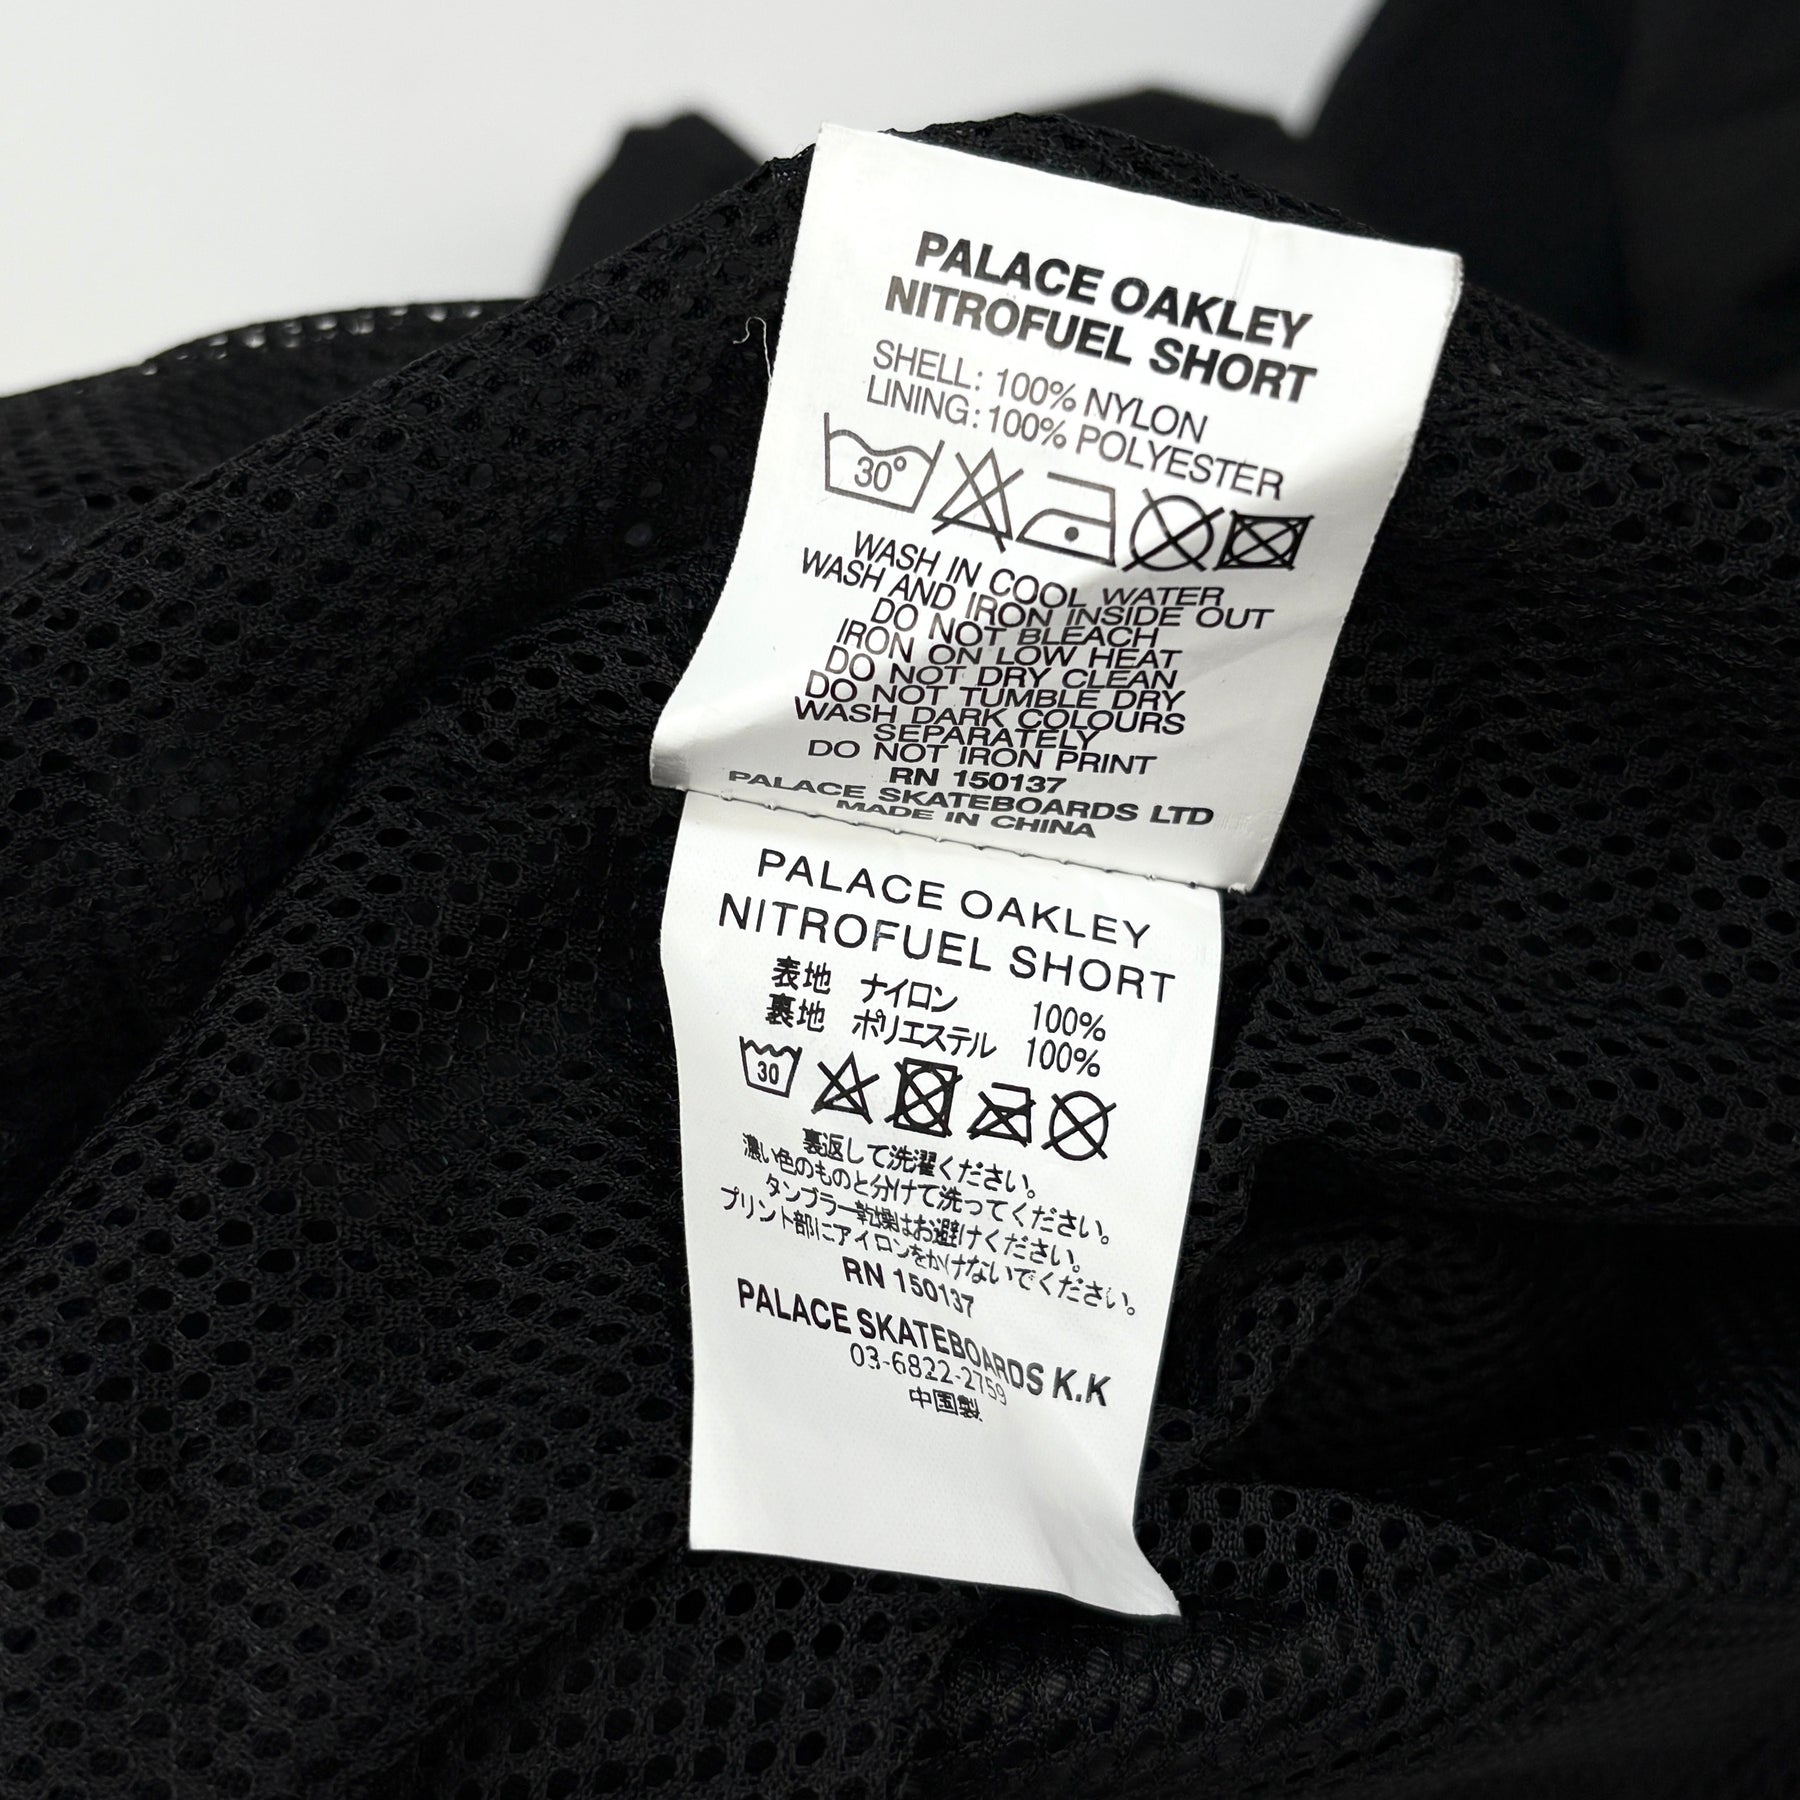 PALACE OAKLEY
NITROFUEL SHORT
SHELL: 100% NYLON
LINING: 100% POLYESTER
30°
WASH IN COOL WATER
WASH AND IRON INSIDE OUT
DO NOT BLEACH
IRON ON LOW HEAT
DO NOT DRY CLEAN
DO NOT TUMBLE DRY
WASH DARK COLOURS
SEPARATELY
DO NOT IRON PRINT
RN 150137
PALACE SKATEBOARDS LTD
MADE IN CHINA
PALACE OAKLEY
NITROFUEL SHORT
表地 ナイロン 100%
裏地 ポリエステル 100%
30
裏返して洗濯ください。
濃い色のものと分けて洗ってください。
タンブラー乾燥はお避けください。
プリント部にアイロンをかけないでください。
RN 150137
PALACE SKATEBOARDS K.K
03-6822-2759
中国製